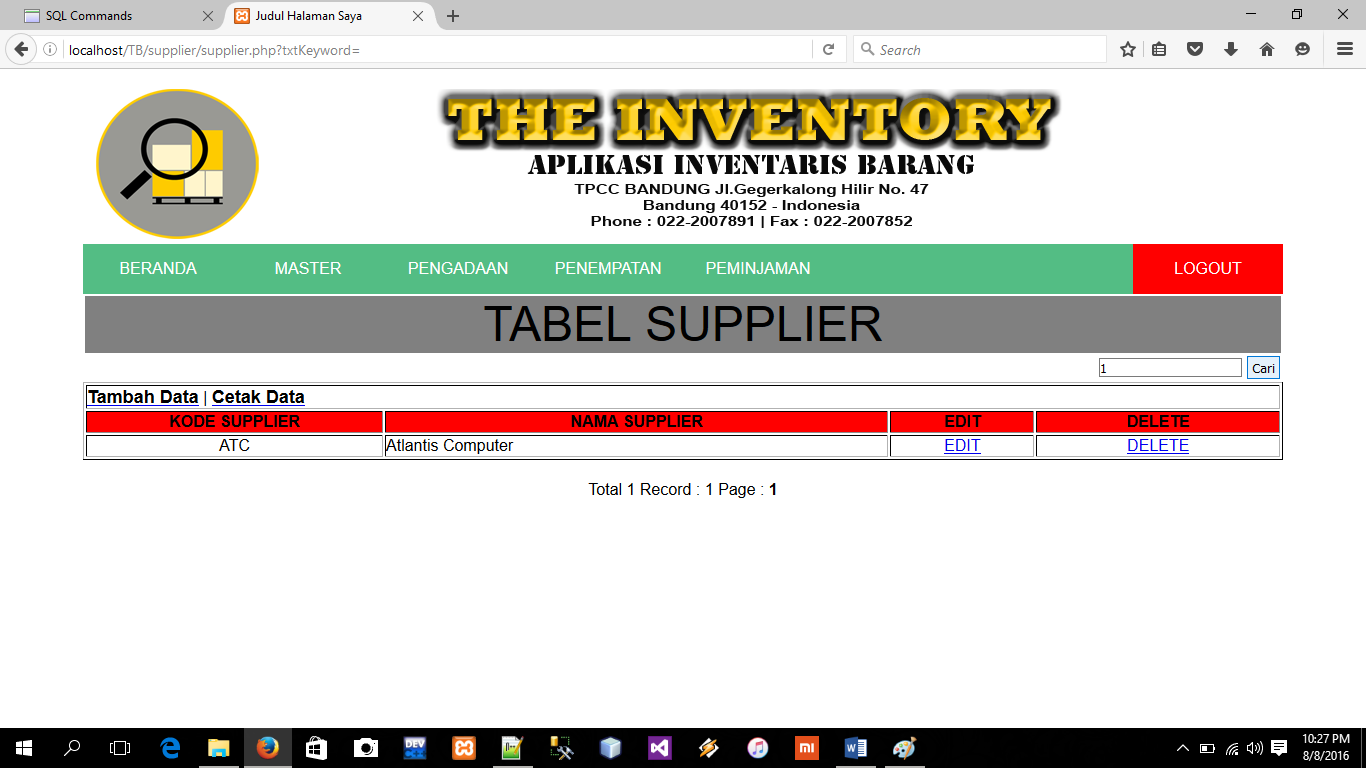 SQL Commands
Judul Halaman Saya
localhost/TB/supplier/supplier.php?txtKeyword=
Search
THE INVENTORY
APLIKASI INVENTARIS BARANG
TPCC BANDUNG Jl.Gegerkalong Hilir No. 47
Bandung 40152 - Indonesia
Phone : 022-2007891 | Fax : 022-2007852
BERANDA MASTER PENGADAAN PENEMPATAN PEMINJAMAN LOGOUT
TABEL SUPPLIER
1 Cari
Tambah Data | Cetak Data
KODE SUPPLIER NAMA SUPPLIER EDIT DELETE
ATC Atlantis Computer EDIT DELETE
Total 1 Record : 1 Page : 1
DEV
mi
10:27 PM
8/8/2016